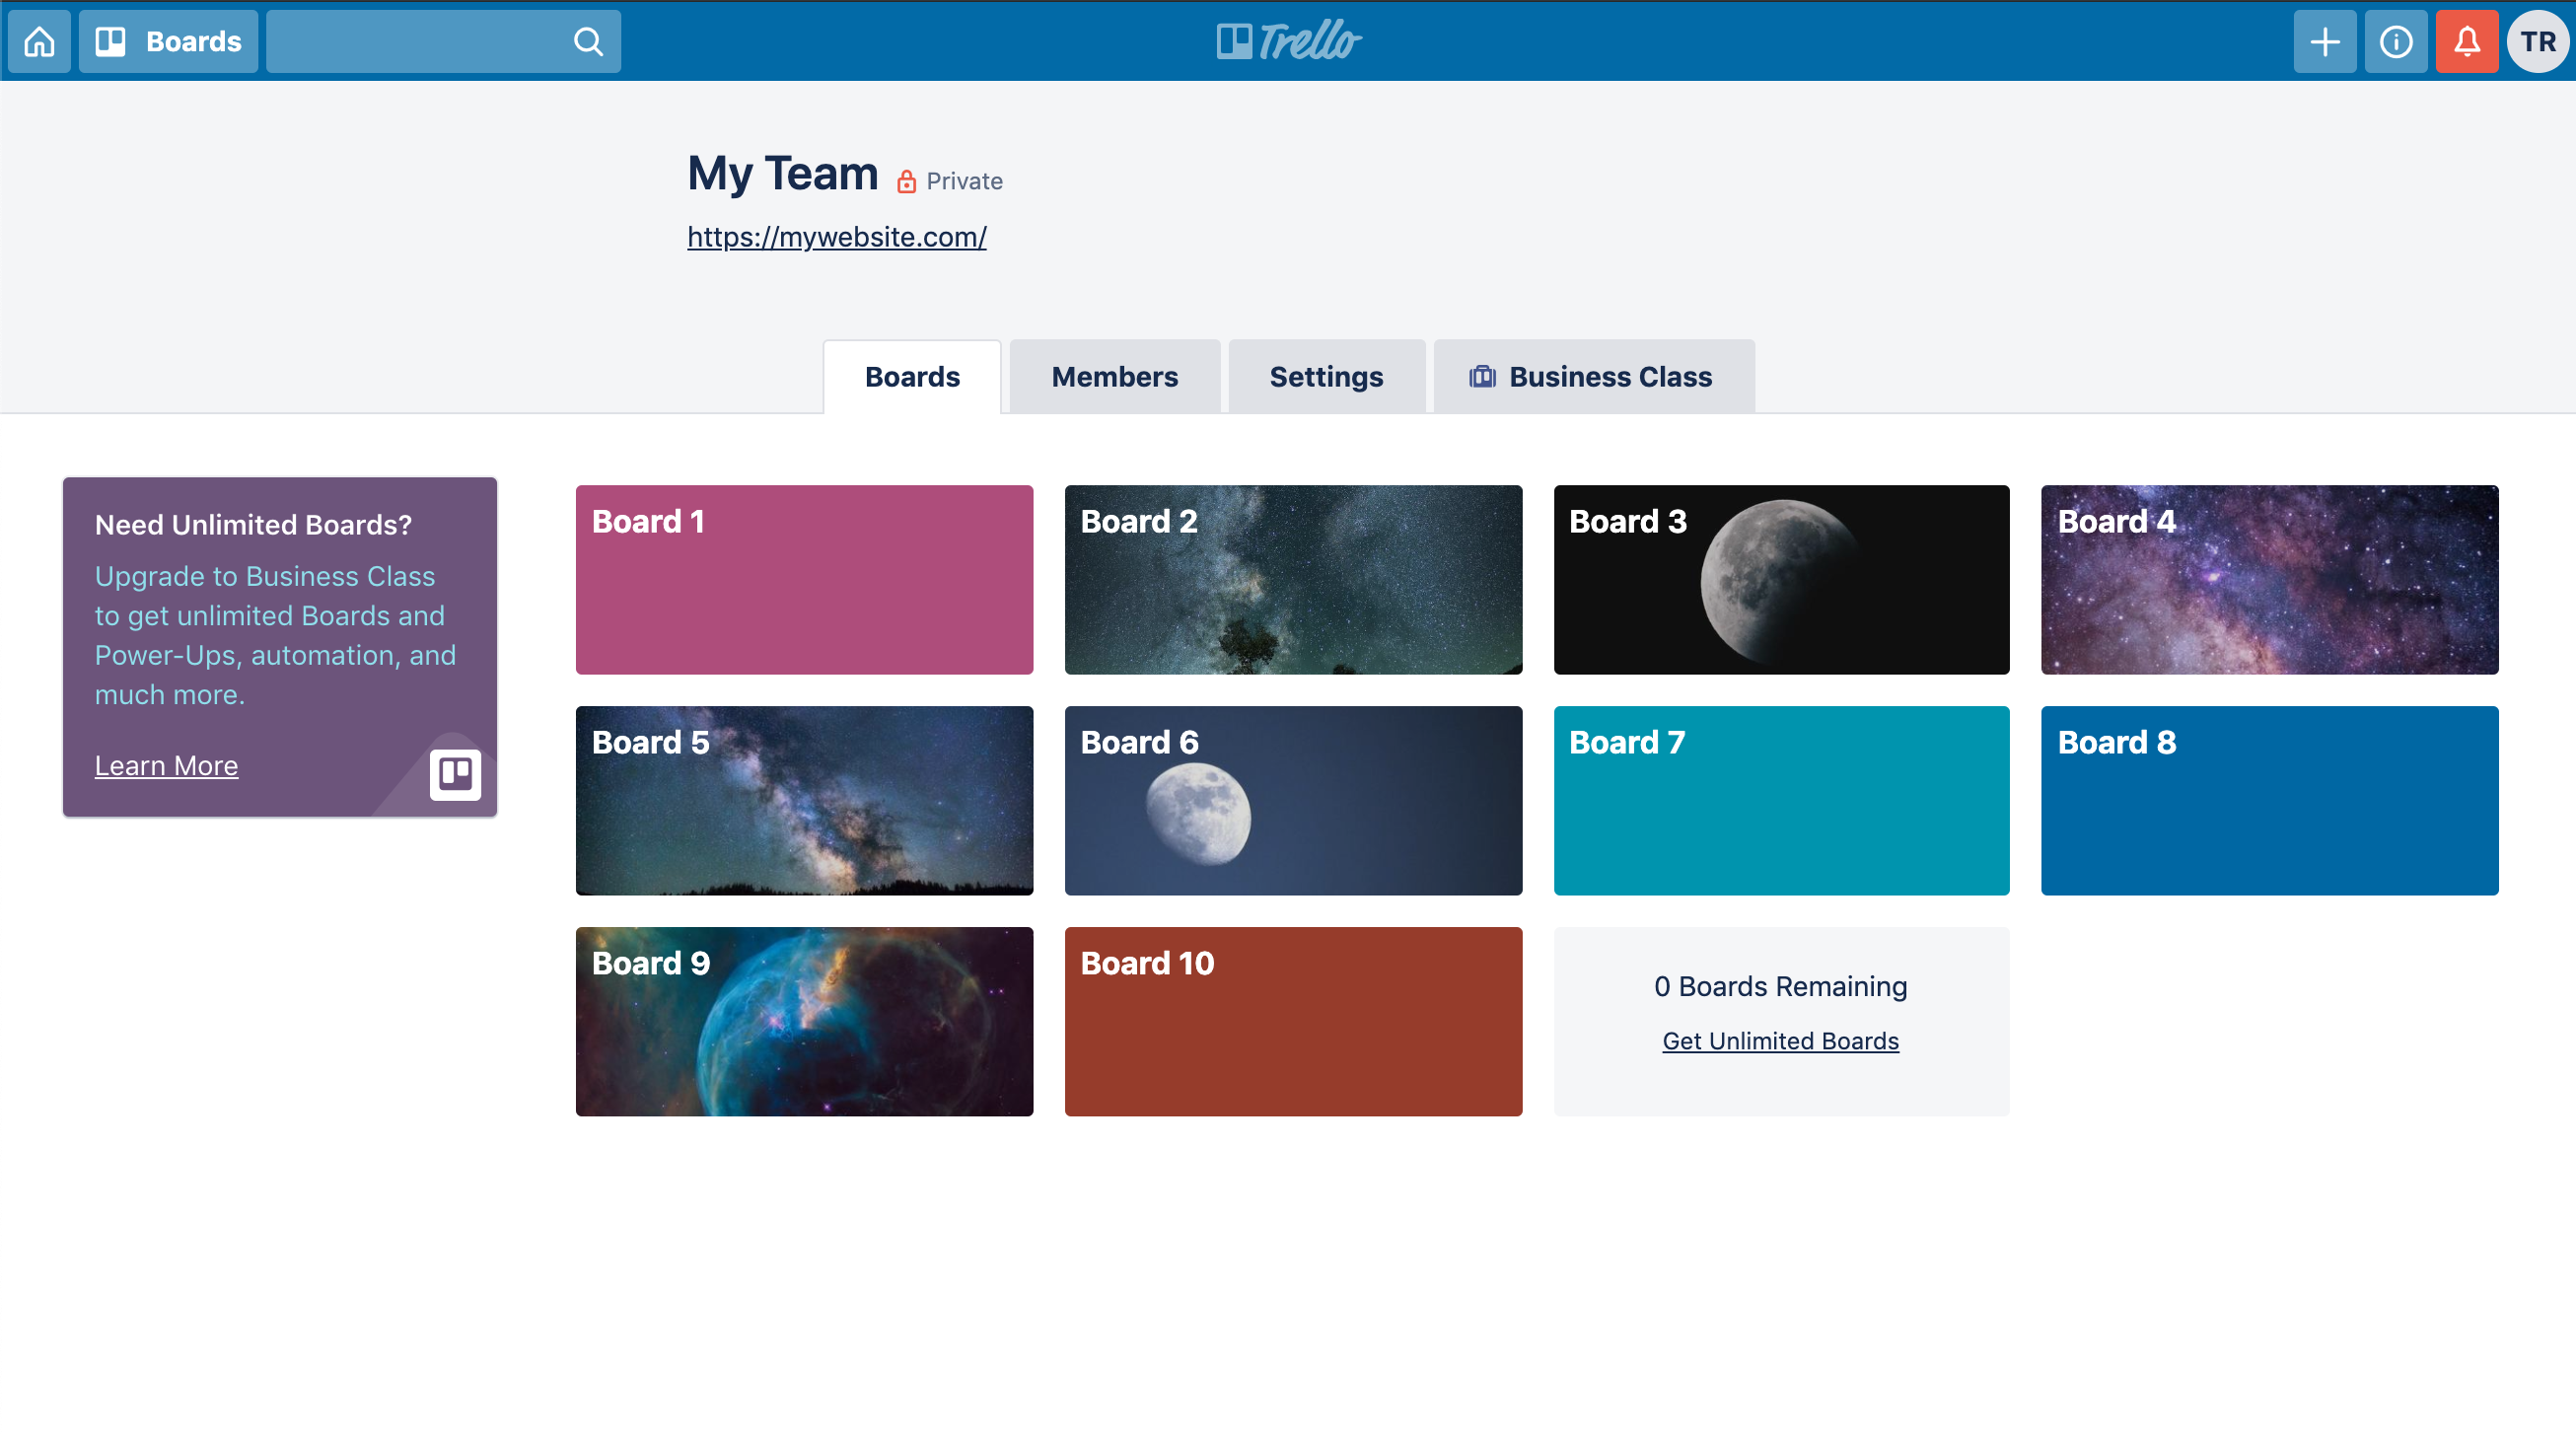 Boards
Trello
TR
My Team Private
https://mywebsite.com/
Boards
Members
Settings
Business Class
Need Unlimited Boards?
Upgrade to Business Class
to get unlimited Boards and
Power-Ups, automation, and
much more.
Learn More
Board 1
Board 2
Board 3
Board 4
Board 5
Board 6
Board 7
Board 8
Board 9
Board 10
0 Boards Remaining
Get Unlimited Boards